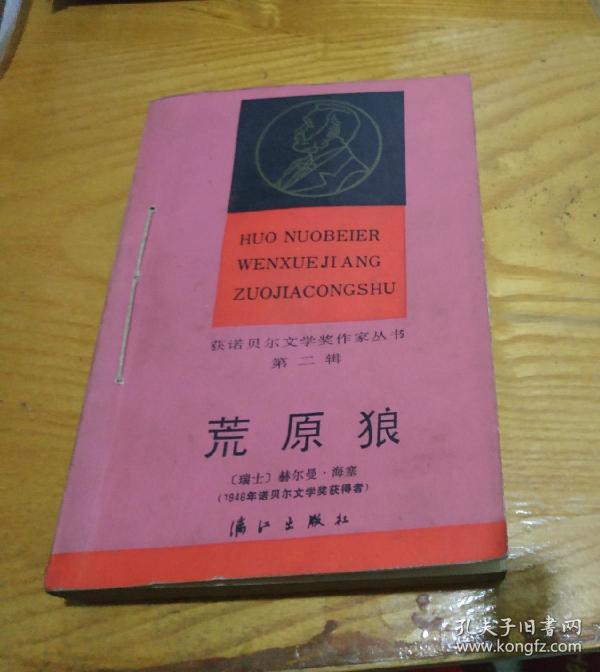 HUO NUOBEIER
WENXUEJIANG
ZUOJIACONGSHU
获诺贝尔文学奖作家丛书
第二辑
荒原狼
〔瑞士〕赫尔曼·海塞
(1946年诺贝尔文学奖获得者)
漓江出版社
孔夫子旧书网
www.kongfz.com